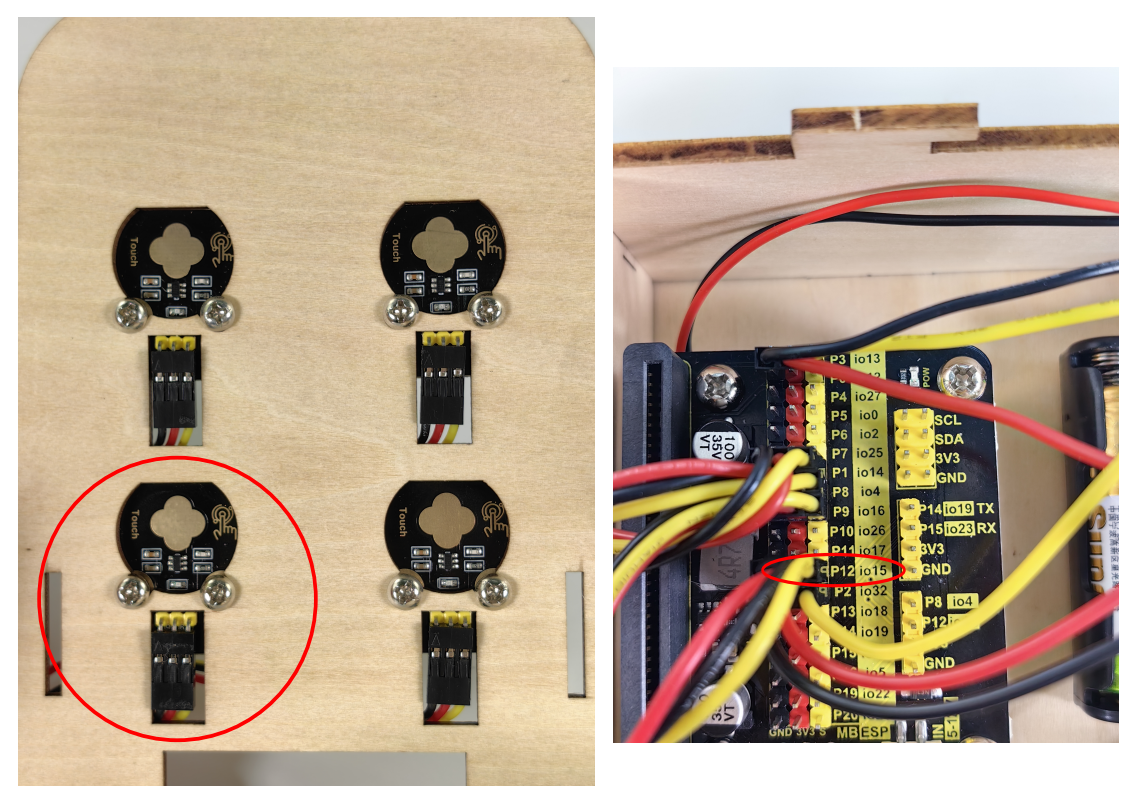 Touch
Touch
Touch
Touch
P3 io13
P4 io27
P5 io0
P6 io2
P7 io25
P1 io14
P8 io4
P9 io16
P10 io26
P11 io17
P12 io15
P2 io32
P13 io18
io19
P19 io22
P20
GND 3V3 S MB ESP
100
35V
VT
4R7
VT
POW
SCL
SDA
3V3
GND
P14 io19 TX
P15 io23 RX
3V3
GND
P8 io4
P12
GND
IN